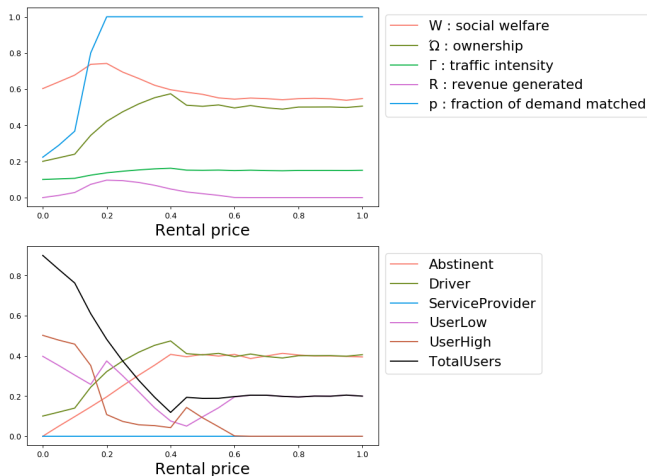 1.0
0.8
0.6
0.4
0.2
0.0
0.0 0.2 0.4 0.6 0.8 1.0
Rental price
W : social welfare
Ὠ : ownership
Γ : traffic intensity
R : revenue generated
p : fraction of demand matched
0.8
0.6
0.4
0.2
0.0
0.0 0.2 0.4 0.6 0.8 1.0
Rental price
Abstinent
Driver
ServiceProvider
UserLow
UserHigh
TotalUsers